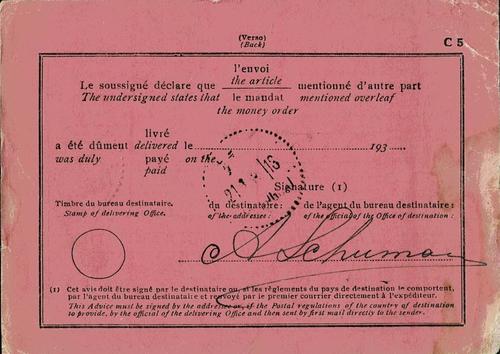 (Verso)
(Back)
C 5
l'envoi
Le soussigné déclare que the article mentionné d'autre part
The undersigned states that le mandat mentioned overleaf
the money order
livré
a été dûment delivered le 193
was duly payé on the
paid
Signature (1)
Timbre du bureau destinataire. du destinataire: de l'agent du bureau destinataire:
Stamp of delivering Office. of the addressee: of the official of the Office of destination:
A Schuman
(1) Cet avis doit être signé par le destinataire ou, si les règlements du pays de destination le comportent,
par l'agent du bureau destinataire et renvoyé par le premier courrier directement à l'expéditeur.
This Advice must be signed by the addressee or, if the Postal regulations of the country of destination
so provide, by the official of the delivering Office and then sent by first mail directly to the sender.